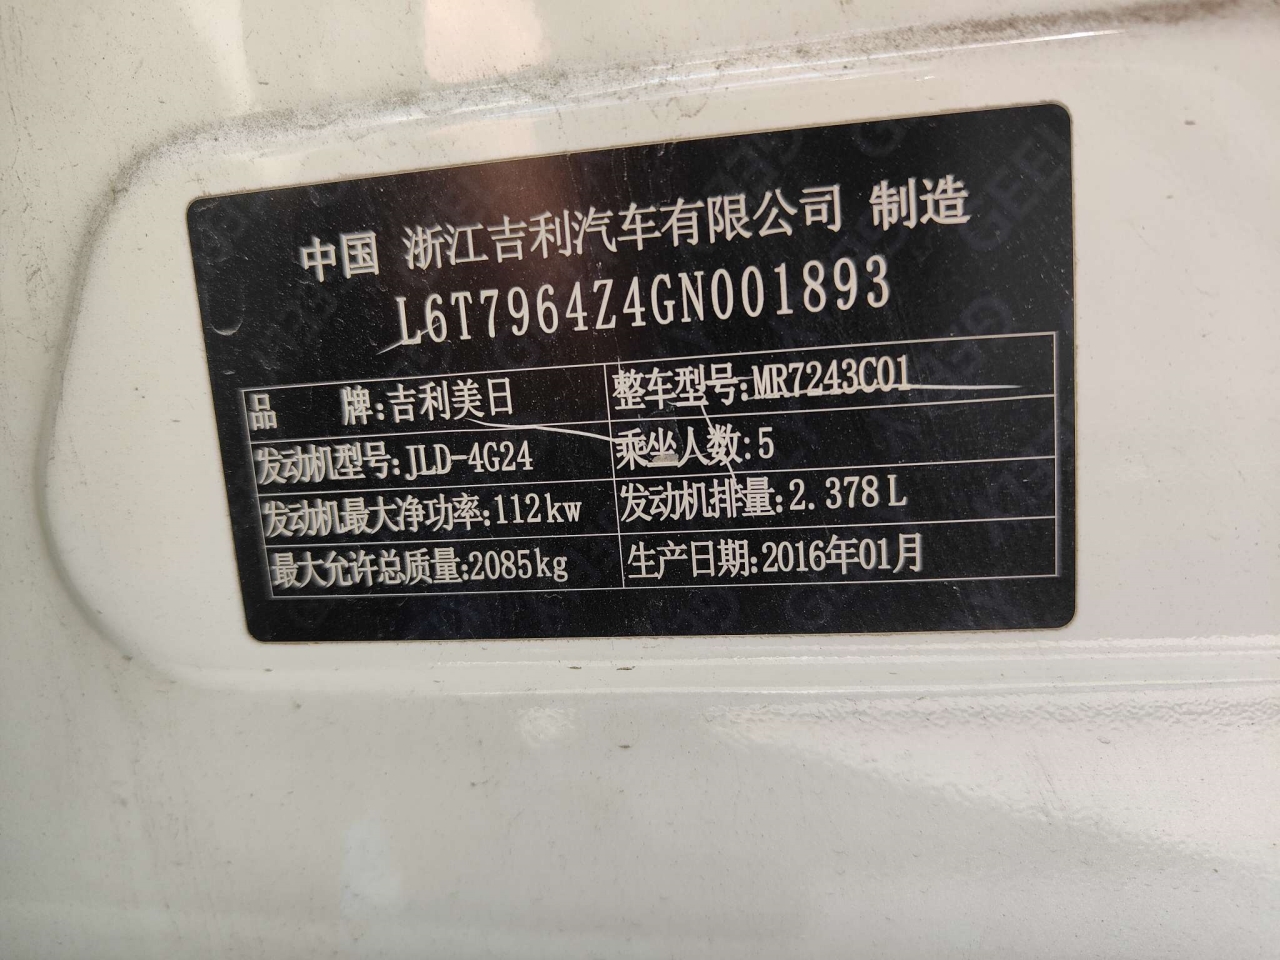 中国 浙江吉利汽车有限公司 制造
L6T7964Z4GN001893
品 牌:吉利美日 整车型号:MR7243C01
发动机型号:JLD-4G24 乘坐人数:5
发动机最大净功率:112kw 发动机排量:2.378L
最大允许总质量:2085kg 生产日期:2016年01月